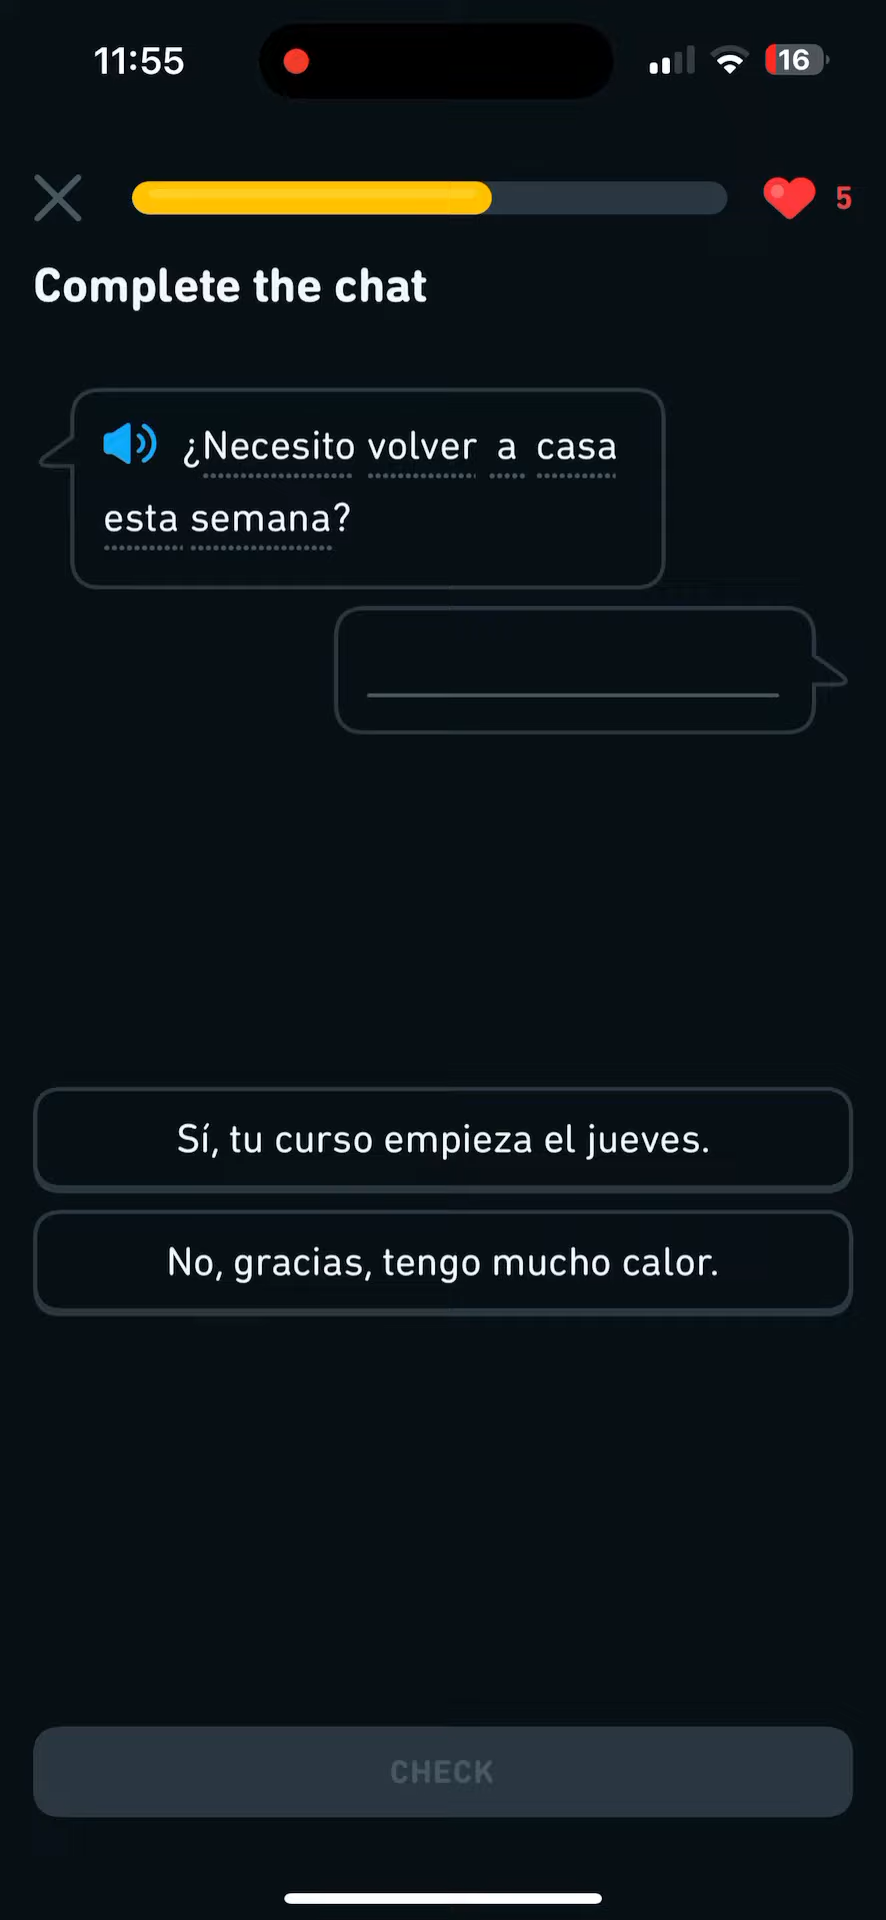 11:55
16
5
Complete the chat
¿Necesito volver a casa
esta semana?
Sí, tu curso empieza el jueves.
No, gracias, tengo mucho calor.
CHECK